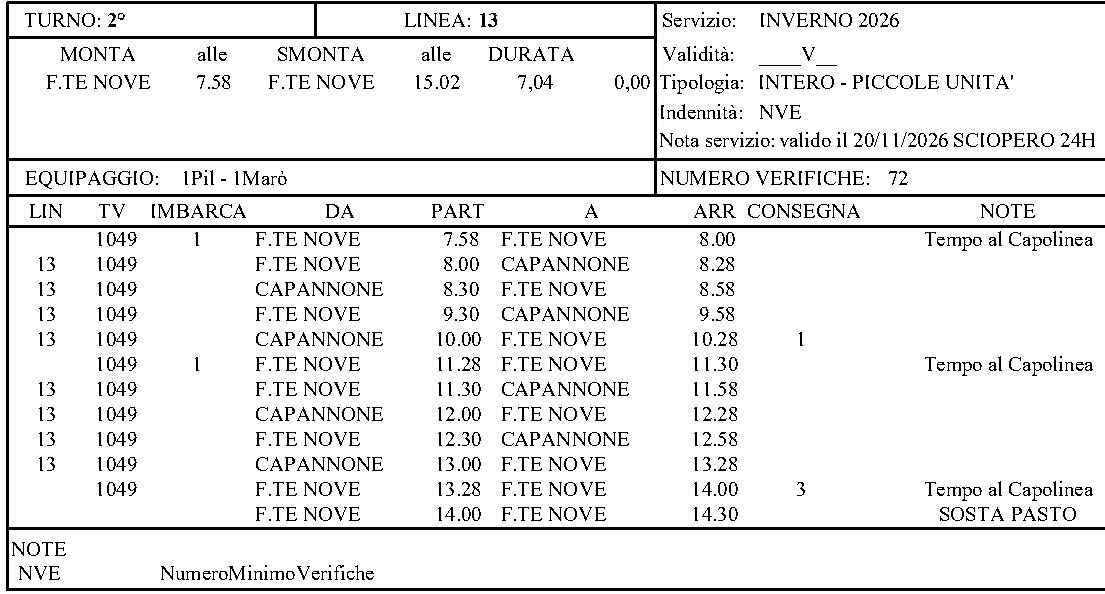 TURNO: 2° LINEA: 13 Servizio: INVERNO 2026
MONTA alle SMONTA alle DURATA Validità: ____V__
F.TE NOVE 7.58 F.TE NOVE 15.02 7,04 0,00 Tipologia: INTERO - PICCOLE UNITA'
Indennità: NVE
Nota servizio: valido il 20/11/2026 SCIOPERO 24H
EQUIPAGGIO: 1Pil - 1Marò NUMERO VERIFICHE: 72
LIN TV IMBARCA DA PART A ARR CONSEGNA NOTE
1049 1 F.TE NOVE 7.58 F.TE NOVE 8.00 Tempo al Capolinea
13 1049 F.TE NOVE 8.00 CAPANNONE 8.28
13 1049 CAPANNONE 8.30 F.TE NOVE 8.58
13 1049 F.TE NOVE 9.30 CAPANNONE 9.58
13 1049 CAPANNONE 10.00 F.TE NOVE 10.28 1
1049 1 F.TE NOVE 11.28 F.TE NOVE 11.30 Tempo al Capolinea
13 1049 F.TE NOVE 11.30 CAPANNONE 11.58
13 1049 CAPANNONE 12.00 F.TE NOVE 12.28
13 1049 F.TE NOVE 12.30 CAPANNONE 12.58
13 1049 CAPANNONE 13.00 F.TE NOVE 13.28
1049 F.TE NOVE 13.28 F.TE NOVE 14.00 3 Tempo al Capolinea
F.TE NOVE 14.00 F.TE NOVE 14.30 SOSTA PASTO
NOTE
NVE NumeroMinimoVerifiche